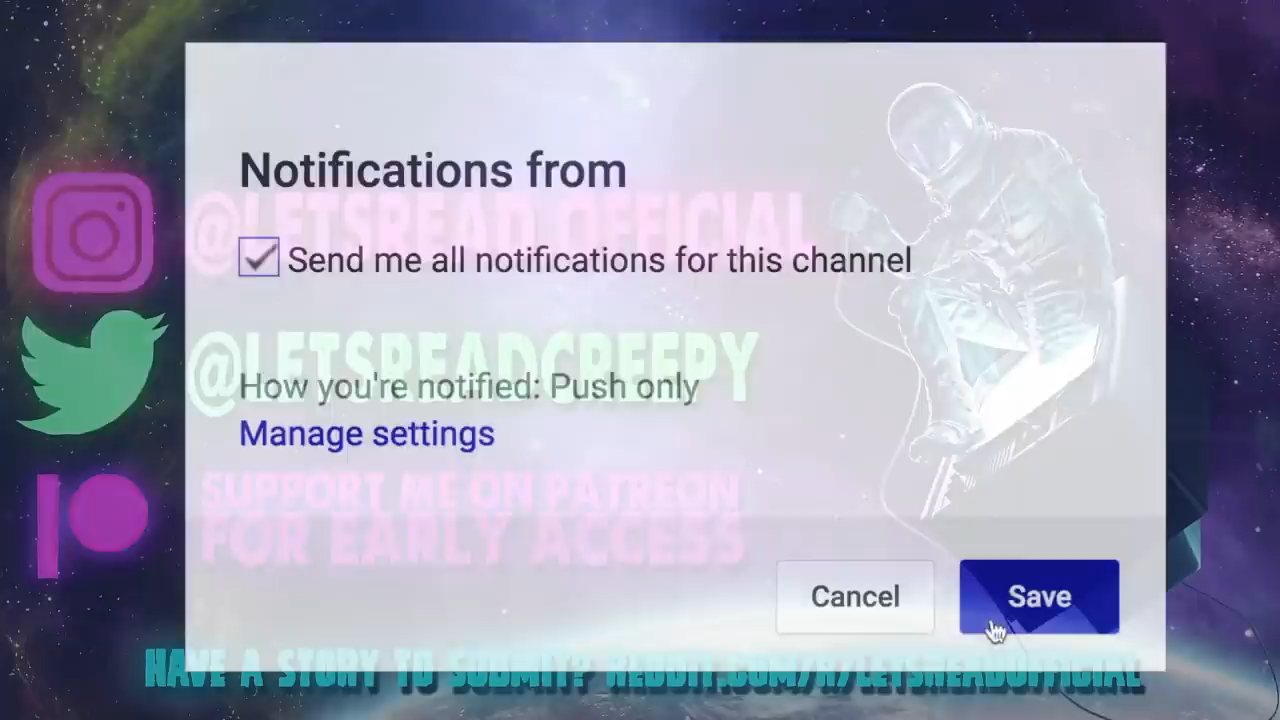 Notifications from
@LETSREAD_OFFICIAL
Send me all notifications for this channel
@LETSREADCREEPY
How you're notified: Push only
Manage settings
SUPPORT ME ON PATREON
FOR EARLY ACCESS
Cancel
Save
HAVE A STORY TO SUBMIT? REDDIT.COM/R/LETSREADOFFICIAL